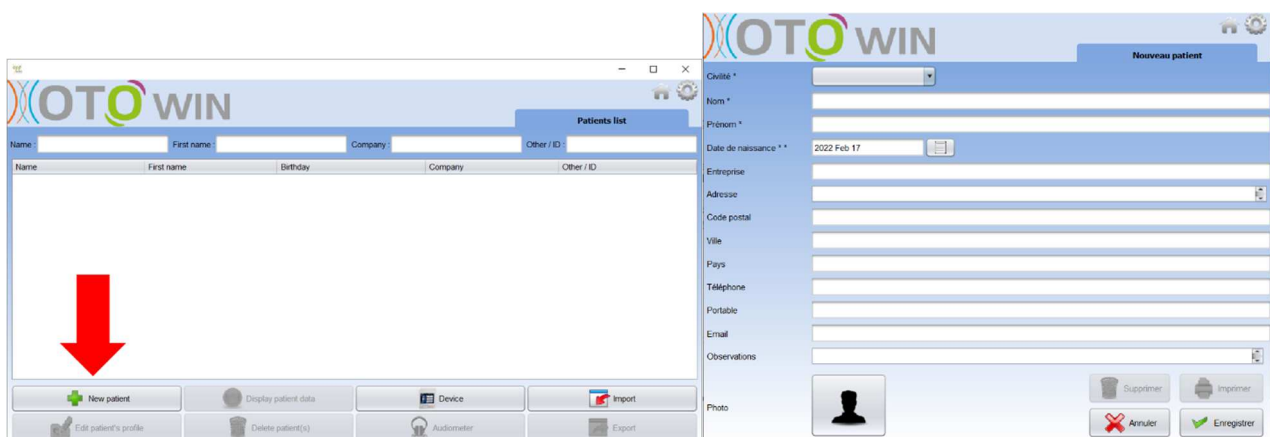 OTO WIN
Patients list
Name : First name : Company : Other / ID :
Name First name Birthday Company Other / ID
New patient Display patient data Device Import
Edit patient's profile Delete patient(s) Audiometer Export
OTO WIN
Nouveau patient
Civilité *
Nom *
Prénom *
Date de naissance * * 2022 Feb 17
Entreprise
Adresse
Code postal
Ville
Pays
Téléphone
Portable
Email
Observations
Photo
Supprimer Imprimer
Annuler Enregistrer